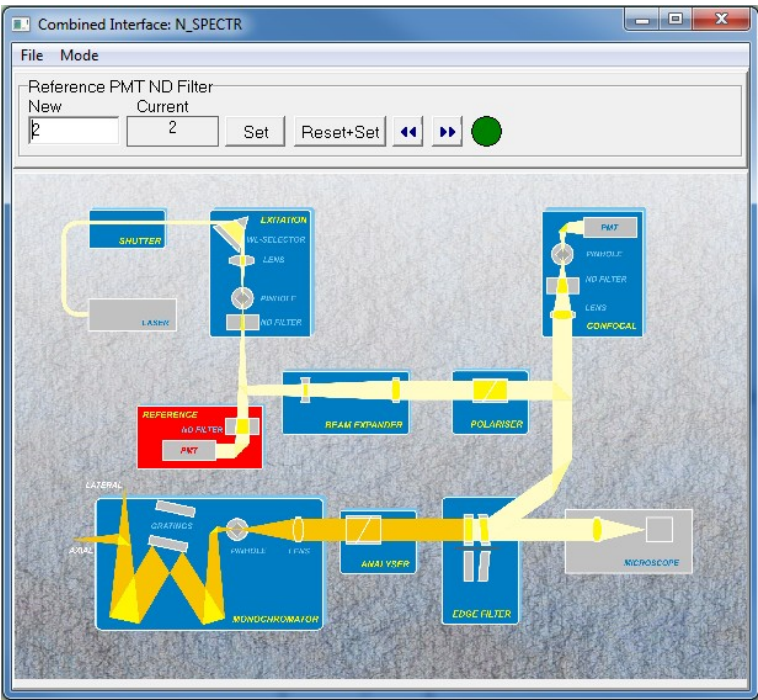 Combined Interface: N_SPECTR
File Mode
Reference PMT ND Filter
New Current
2 2 Set Reset+Set
EXITATION
SHUTTER
WL-SELECTOR
LENS
PINHOLE
ND FILTER
LASER
PMT
PINHOLE
ND FILTER
LENS
CONFOCAL
REFERENCE
ND FILTER
PMT
BEAM EXPANDER
POLARISER
LATERAL
AXIAL
GRATINGS
PINHOLE
LENS
MONOCHROMATOR
ANALYSER
EDGE FILTER
MICROSCOPE